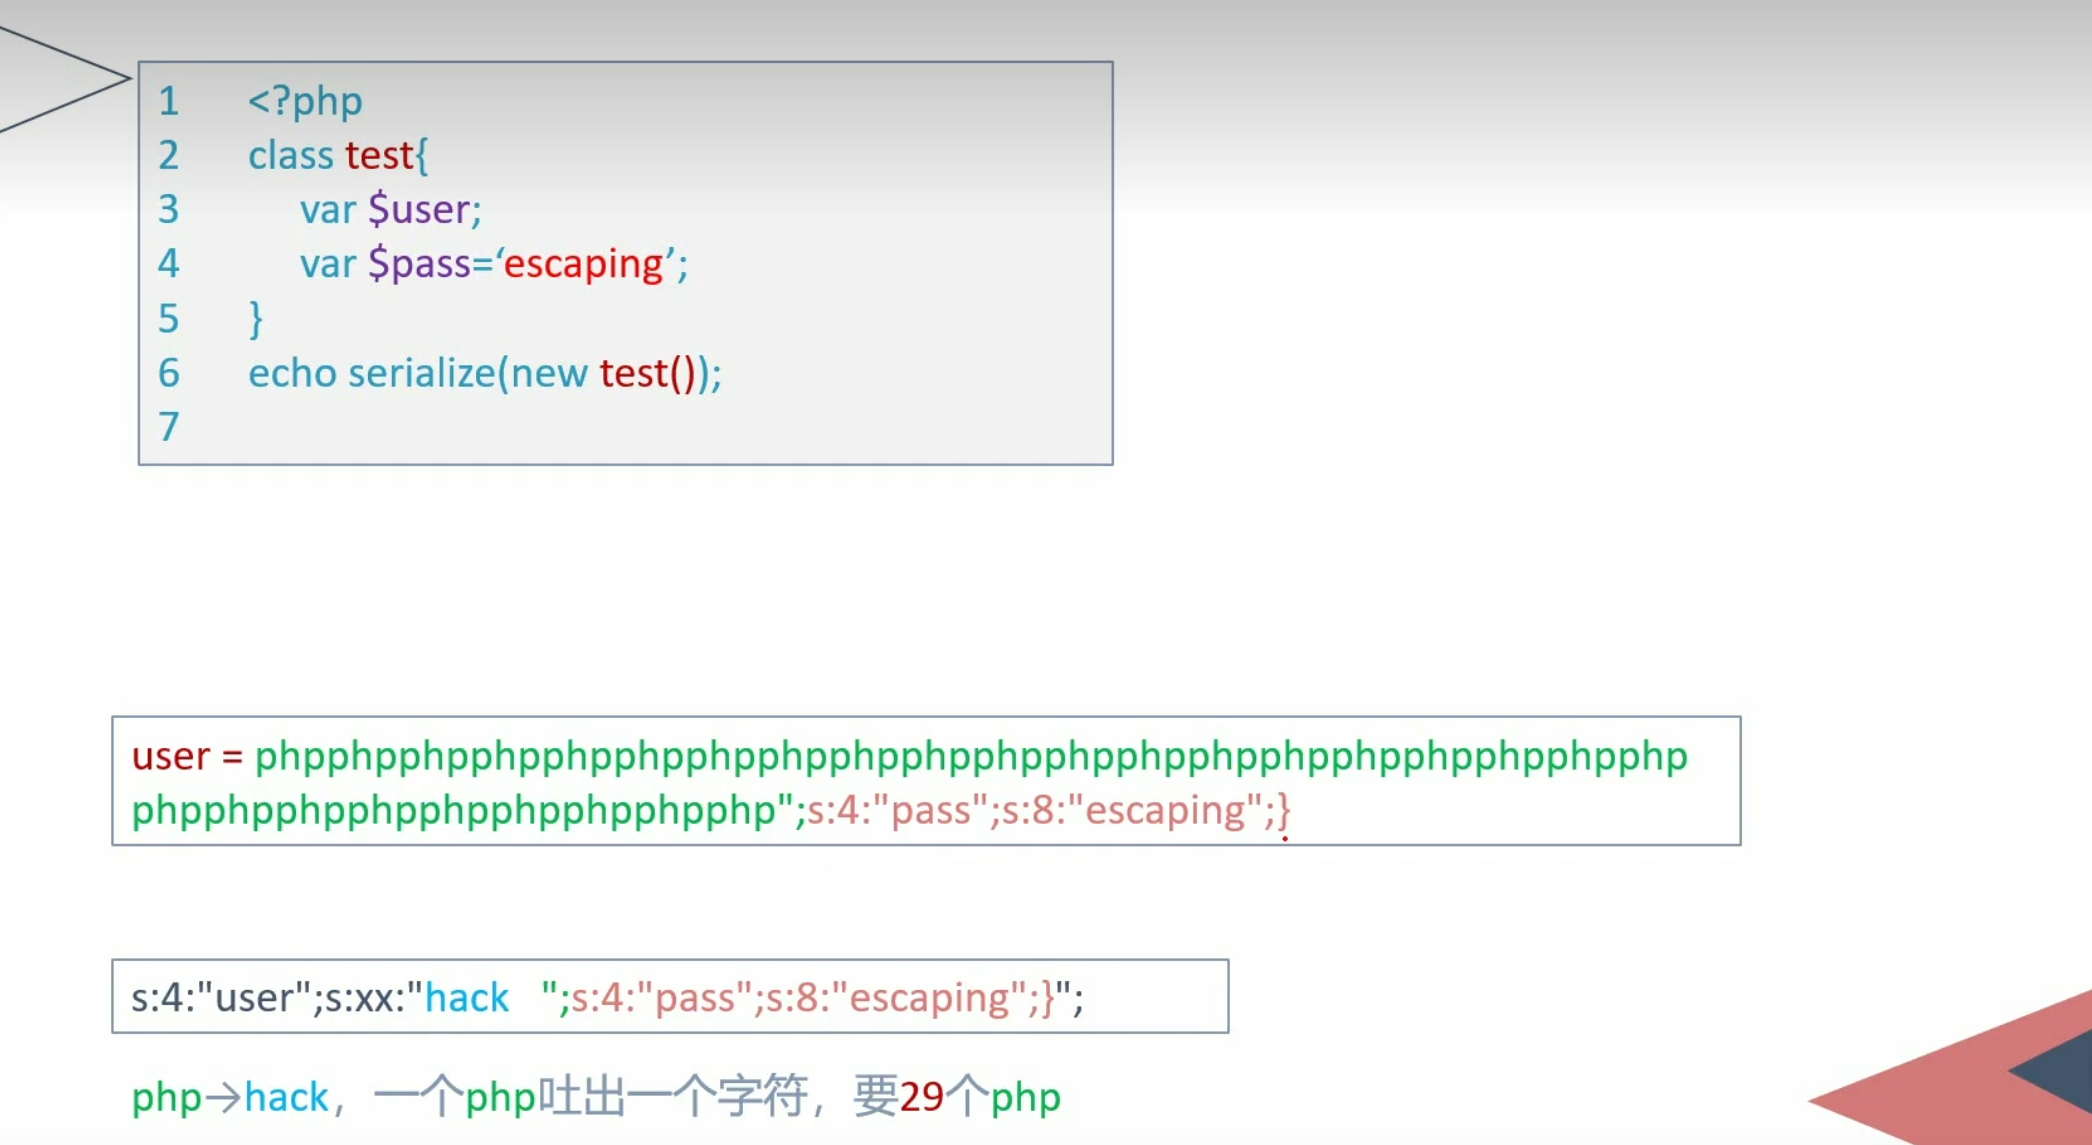 1 <?php
2 class test{
3 var $user;
4 var $pass=‘escaping’;
5 }
6 echo serialize(new test());
7
user = phpphpphpphpphpphpphpphpphpphpphpphpphpphpphpphpphpphpphpphp
phpphpphpphpphpphpphpphpphp";s:4:"pass";s:8:"escaping";}
s:4:"user";s:xx:"hack ";s:4:"pass";s:8:"escaping";}";
php→hack，一个php吐出一个字符，要29个php